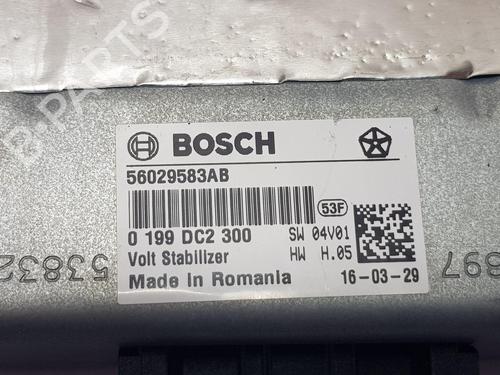 B-PARTS
BOSCH
56029583AB
53F
0 199 DC2 300 SW 04V01
Volt Stabilizer HW H.05
Made in Romania 16-03-29
53832
397